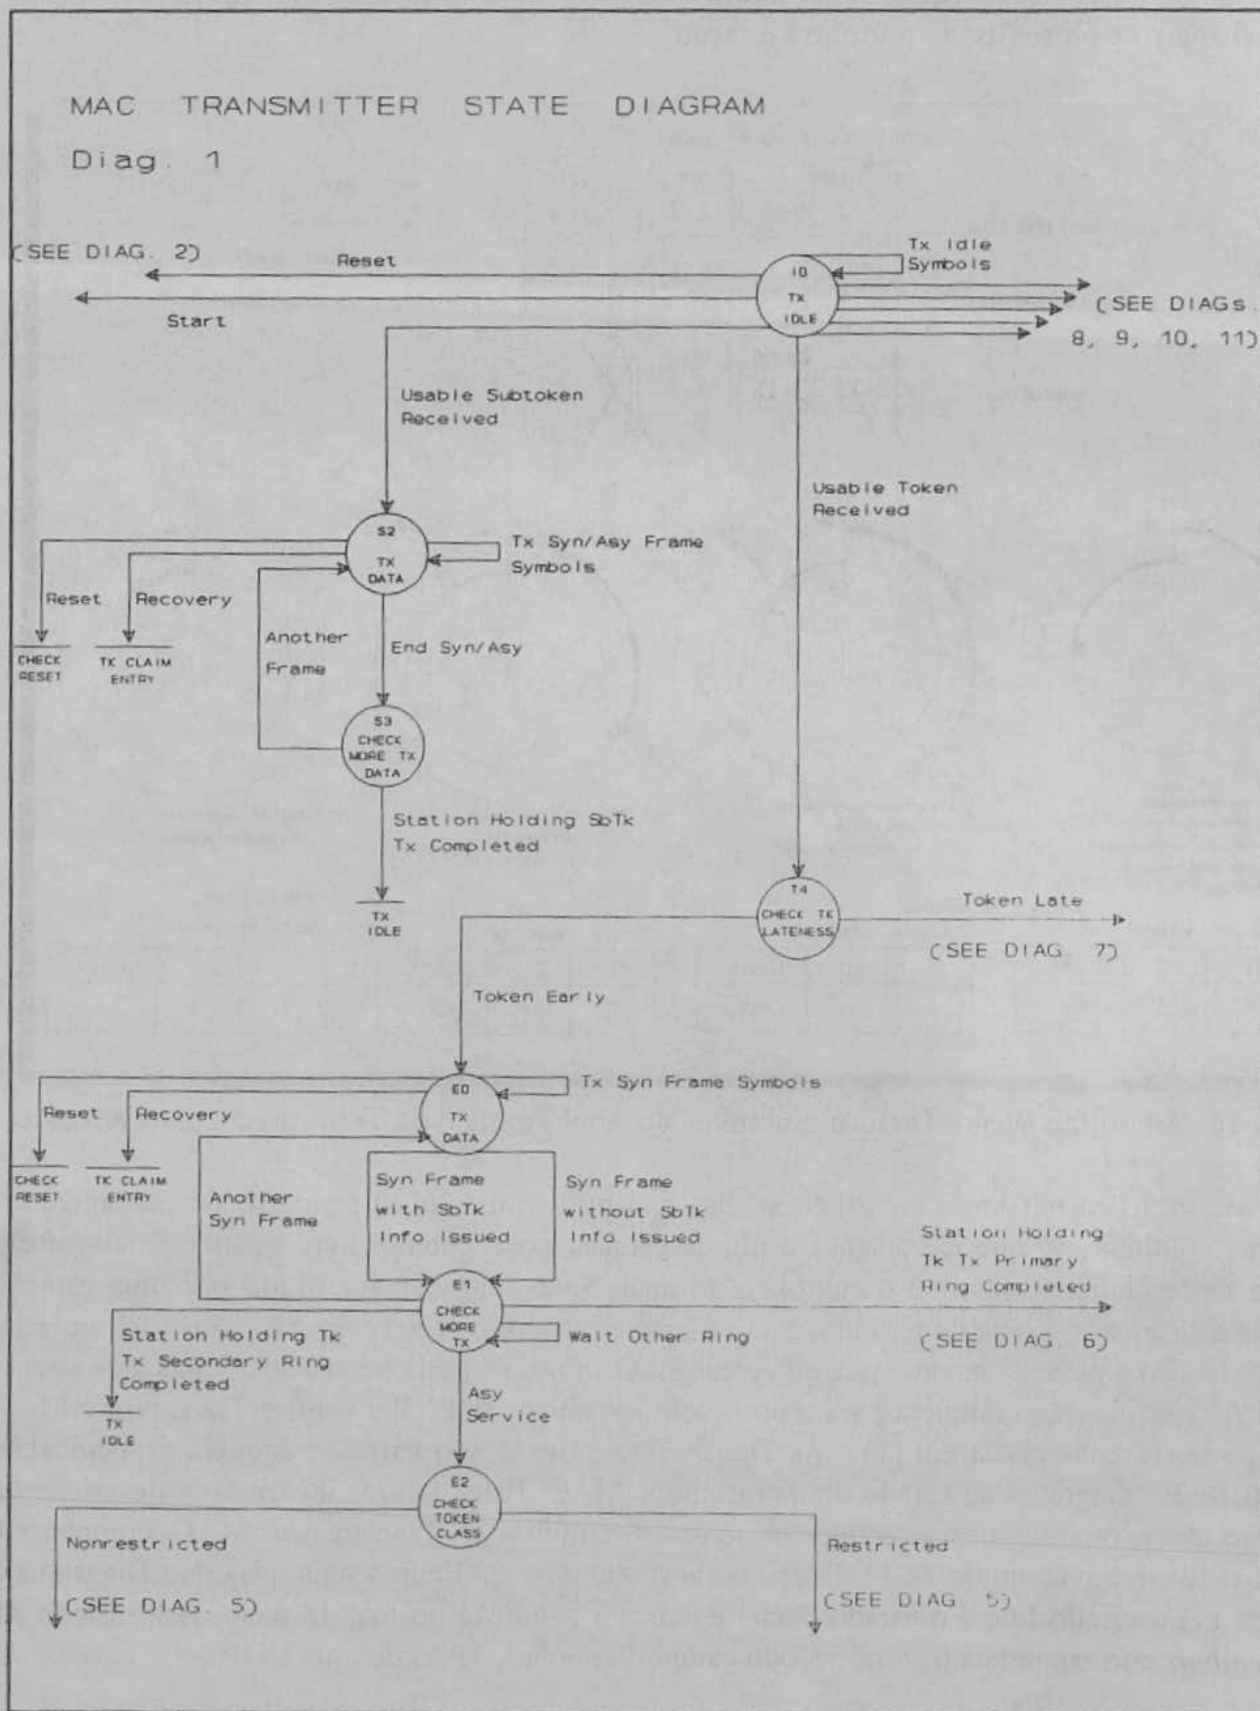 MAC TRANSMITTER STATE DIAGRAM
Diag. 1
(SEE DIAG. 2)
Reset
Start
I0
TX
IDLE
Tx Idle
Symbols
(SEE DIAGs.
8, 9, 10, 11)
Usable Subtoken
Received
Usable Token
Received
S2
TX
DATA
Tx Syn/Asy Frame
Symbols
Reset
Recovery
CHECK
RESET
TK CLAIM
ENTRY
Another
Frame
End Syn/Asy
S3
CHECK
MORE TX
DATA
Station Holding SbTk
Tx Completed
TX
IDLE
T4
CHECK TK
LATENESS
Token Late
(SEE DIAG. 7)
Token Early
E0
TX
DATA
Tx Syn Frame Symbols
Reset
Recovery
CHECK
RESET
TK CLAIM
ENTRY
Another
Syn Frame
Syn Frame
with SbTk
Info Issued
Syn Frame
without SbTk
Info Issued
Station Holding
Tk Tx Primary
Ring Completed
(SEE DIAG. 6)
E1
CHECK
MORE
TX
Wait Other Ring
Station Holding Tk
Tx Secondary Ring
Completed
TX
IDLE
Asy
Service
E2
CHECK
TOKEN
CLASS
Nonrestricted
(SEE DIAG. 5)
Restricted
(SEE DIAG. 5)